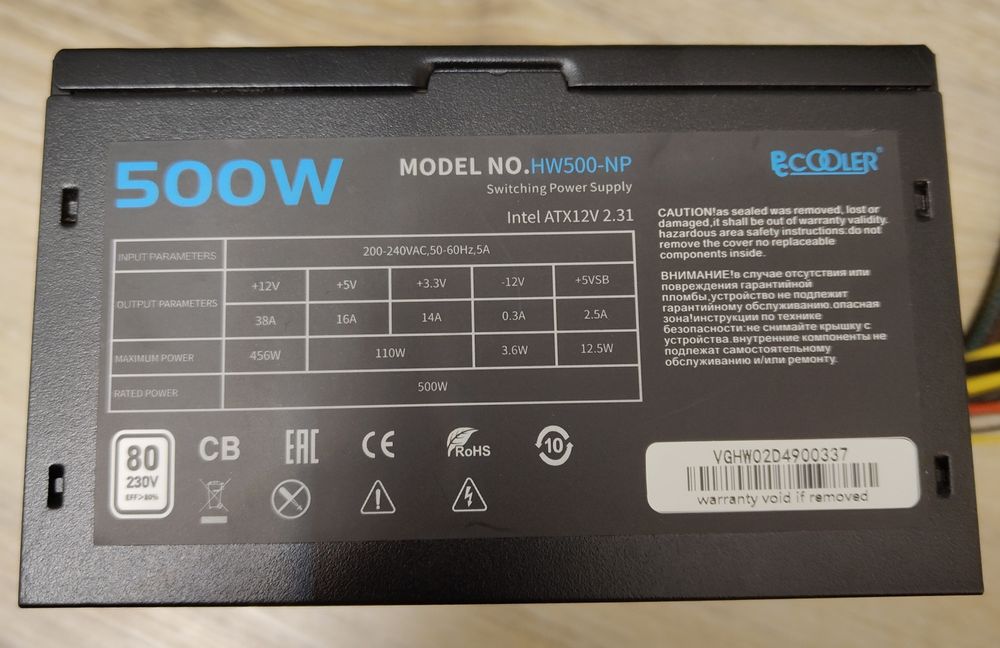 500W
MODEL NO.HW500-NP
Switching Power Supply
Intel ATX12V 2.31
PCCOOLER®
INPUT PARAMETERS 200-240VAC,50-60Hz,5A
OUTPUT PARAMETERS +12V +5V +3.3V -12V +5VSB
38A 16A 14A 0.3A 2.5A
MAXIMUM POWER 456W 110W 3.6W 12.5W
RATED POWER 500W
CAUTION!as sealed was removed, lost or
damaged,it shall be out of warranty validity.
hazardous area safety instructions:do not
remove the cover no replaceable
components inside.
ВНИМАНИЕ!в случае отсутствия или
повреждения гарантийной
пломбы,устройство не подлежит
гарантийному обслуживанию.опасная
зона!инструкции по технике
безопасности:не снимайте крышку с
устройства.внутренние компоненты не
подлежат самостоятельному
обслуживанию и/или ремонту.
80
230V
EFF>80%
CB
EAC
CE
RoHS
10
VGHW02D4900337
warranty void if removed